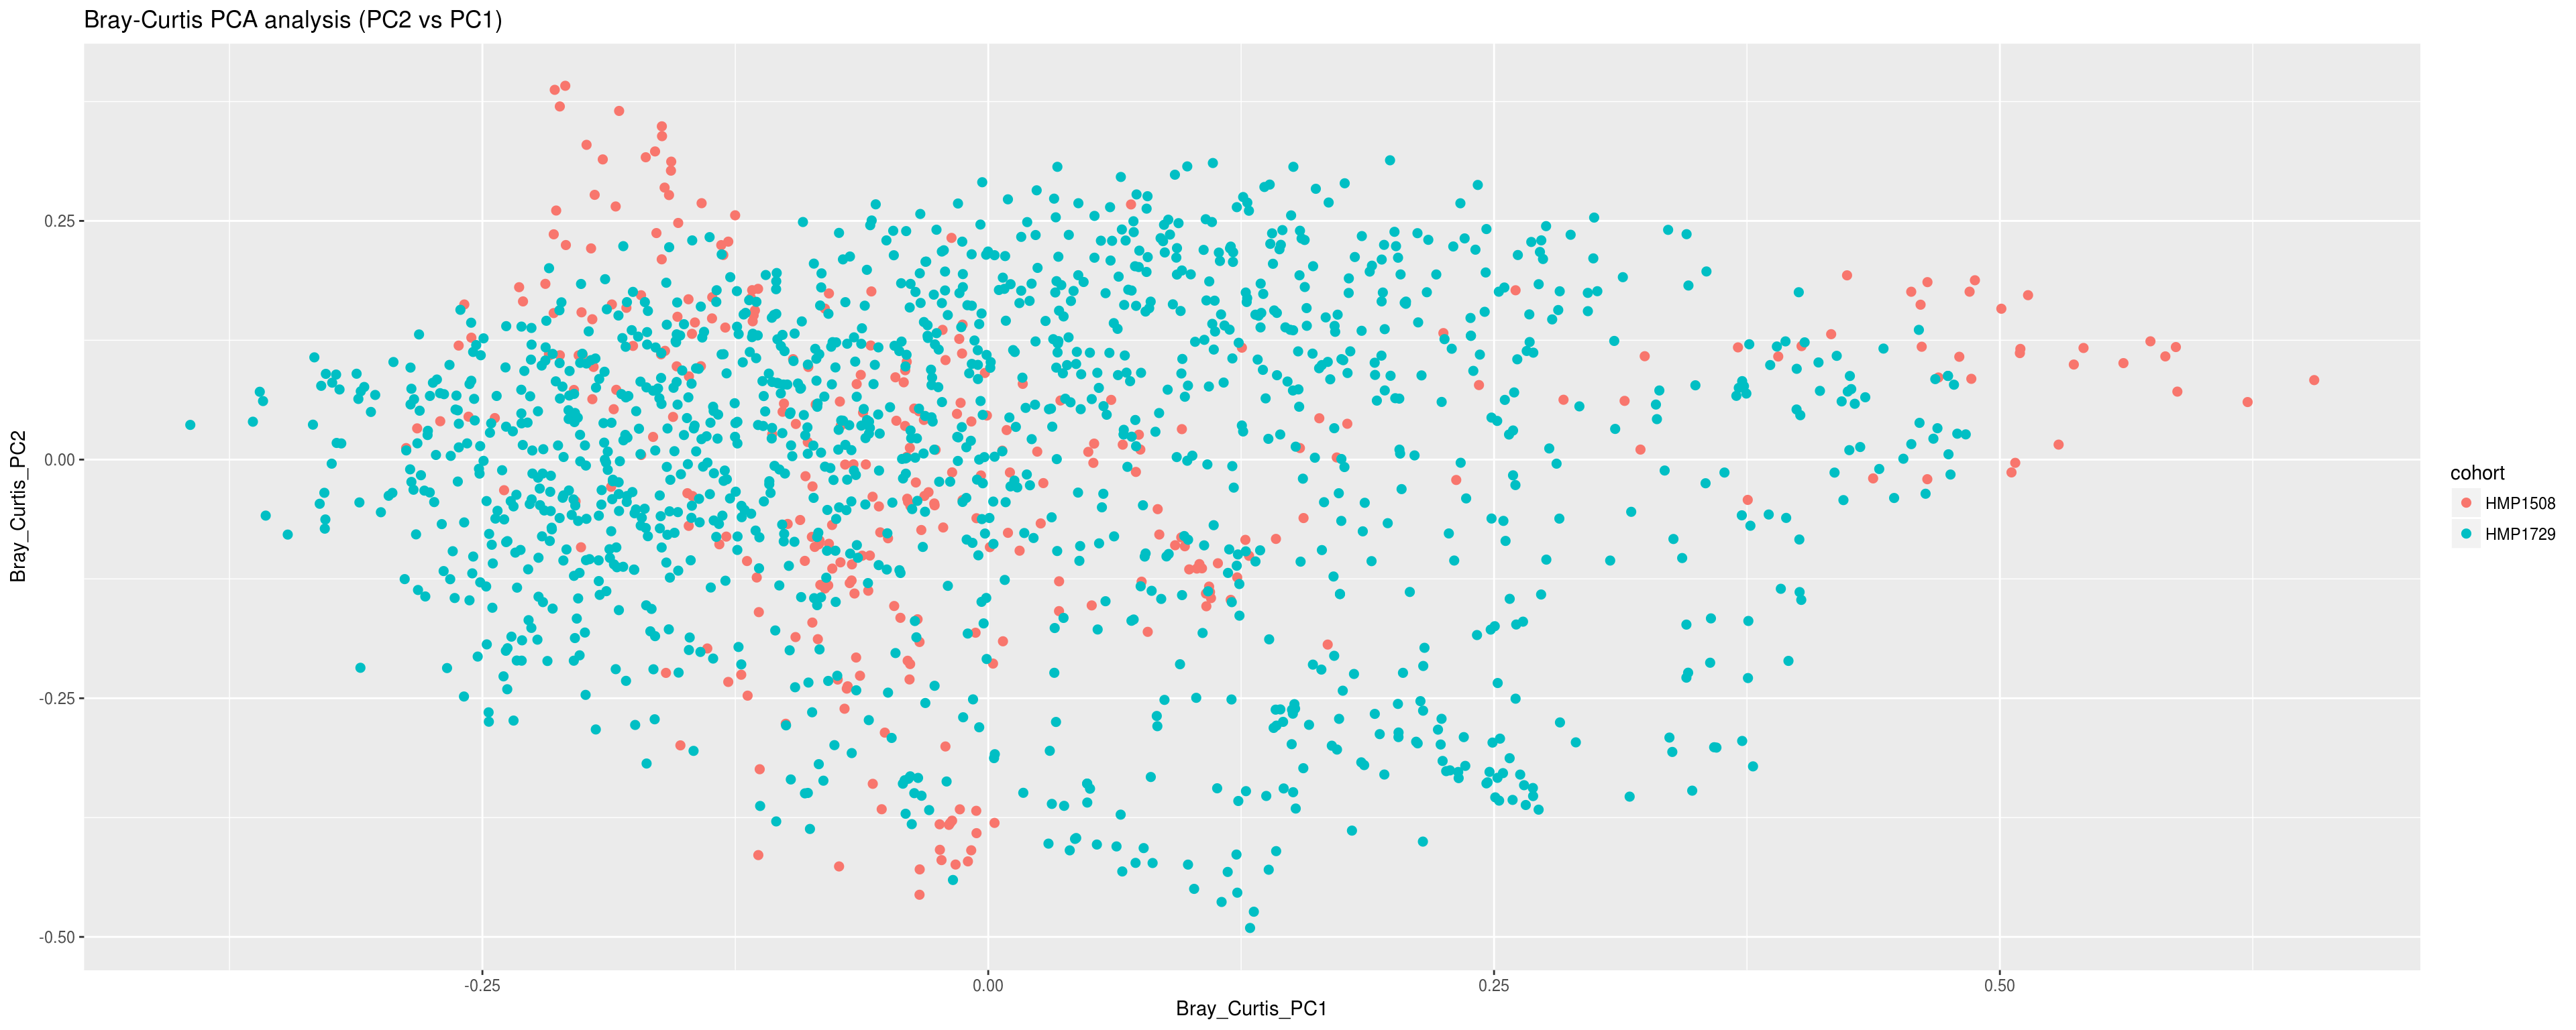 Bray-Curtis PCA analysis (PC2 vs PC1)
0.25
0.00
-0.25
-0.50
Bray_Curtis_PC2
-0.25
0.00
0.25
0.50
Bray_Curtis_PC1
cohort
HMP1508
HMP1729